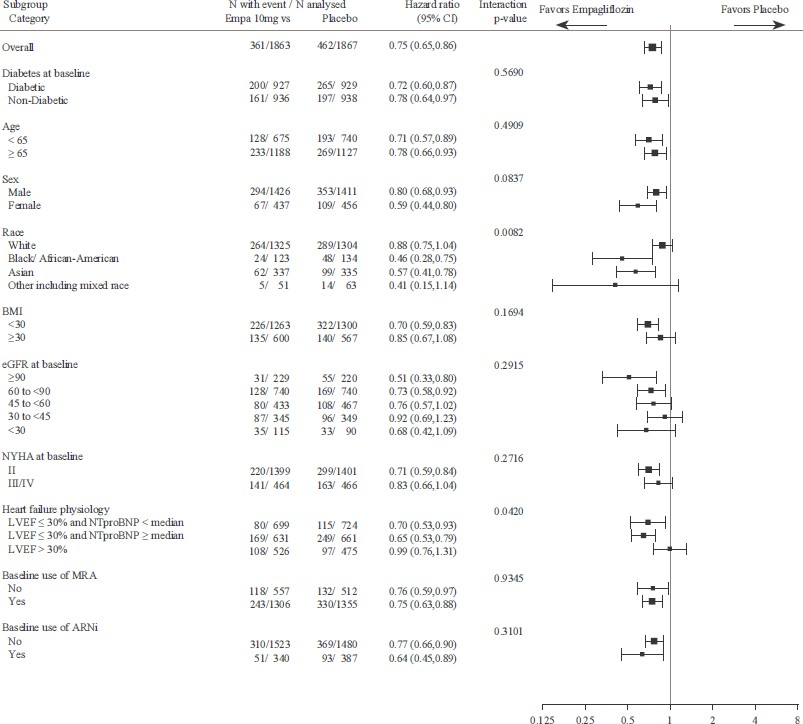 Subgroup N with event / N analysed Hazard ratio Interaction Favors Empagliflozin Favors Placebo
Category Empa 10mg vs Placebo (95% CI) p-value
Overall 361/1863 462/1867 0.75 (0.65,0.86)
Diabetes at baseline 0.5690
Diabetic 200/ 927 265/ 929 0.72 (0.60,0.87)
Non-Diabetic 161/ 936 197/ 938 0.78 (0.64,0.97)
Age 0.4909
< 65 128/ 675 193/ 740 0.71 (0.57,0.89)
≥ 65 233/1188 269/1127 0.78 (0.66,0.93)
Sex 0.0837
Male 294/1426 353/1411 0.80 (0.68,0.93)
Female 67/ 437 109/ 456 0.59 (0.44,0.80)
Race 0.0082
White 264/1325 289/1304 0.88 (0.75,1.04)
Black/ African-American 24/ 123 48/ 134 0.46 (0.28,0.75)
Asian 62/ 337 99/ 335 0.57 (0.41,0.78)
Other including mixed race 5/ 51 14/ 63 0.41 (0.15,1.14)
BMI 0.1694
<30 226/1263 322/1300 0.70 (0.59,0.83)
≥30 135/ 600 140/ 567 0.85 (0.67,1.08)
eGFR at baseline 0.2915
≥90 31/ 229 55/ 220 0.51 (0.33,0.80)
60 to <90 128/ 740 169/ 740 0.73 (0.58,0.92)
45 to <60 80/ 433 108/ 467 0.76 (0.57,1.02)
30 to <45 87/ 345 96/ 349 0.92 (0.69,1.23)
<30 35/ 115 33/ 90 0.68 (0.42,1.09)
NYHA at baseline 0.2716
II 220/1399 299/1401 0.71 (0.59,0.84)
III/IV 141/ 464 163/ 466 0.83 (0.66,1.04)
Heart failure physiology 0.0420
LVEF ≤ 30% and NTproBNP < median 80/ 699 115/ 724 0.70 (0.53,0.93)
LVEF ≤ 30% and NTproBNP ≥ median 169/ 631 249/ 661 0.65 (0.53,0.79)
LVEF > 30% 108/ 526 97/ 475 0.99 (0.76,1.31)
Baseline use of MRA 0.9345
No 118/ 557 132/ 512 0.76 (0.59,0.97)
Yes 243/1306 330/1355 0.75 (0.63,0.88)
Baseline use of ARNi 0.3101
No 310/1523 369/1480 0.77 (0.66,0.90)
Yes 51/ 340 93/ 387 0.64 (0.45,0.89)
0.125 0.25 0.5 1 2 4 8